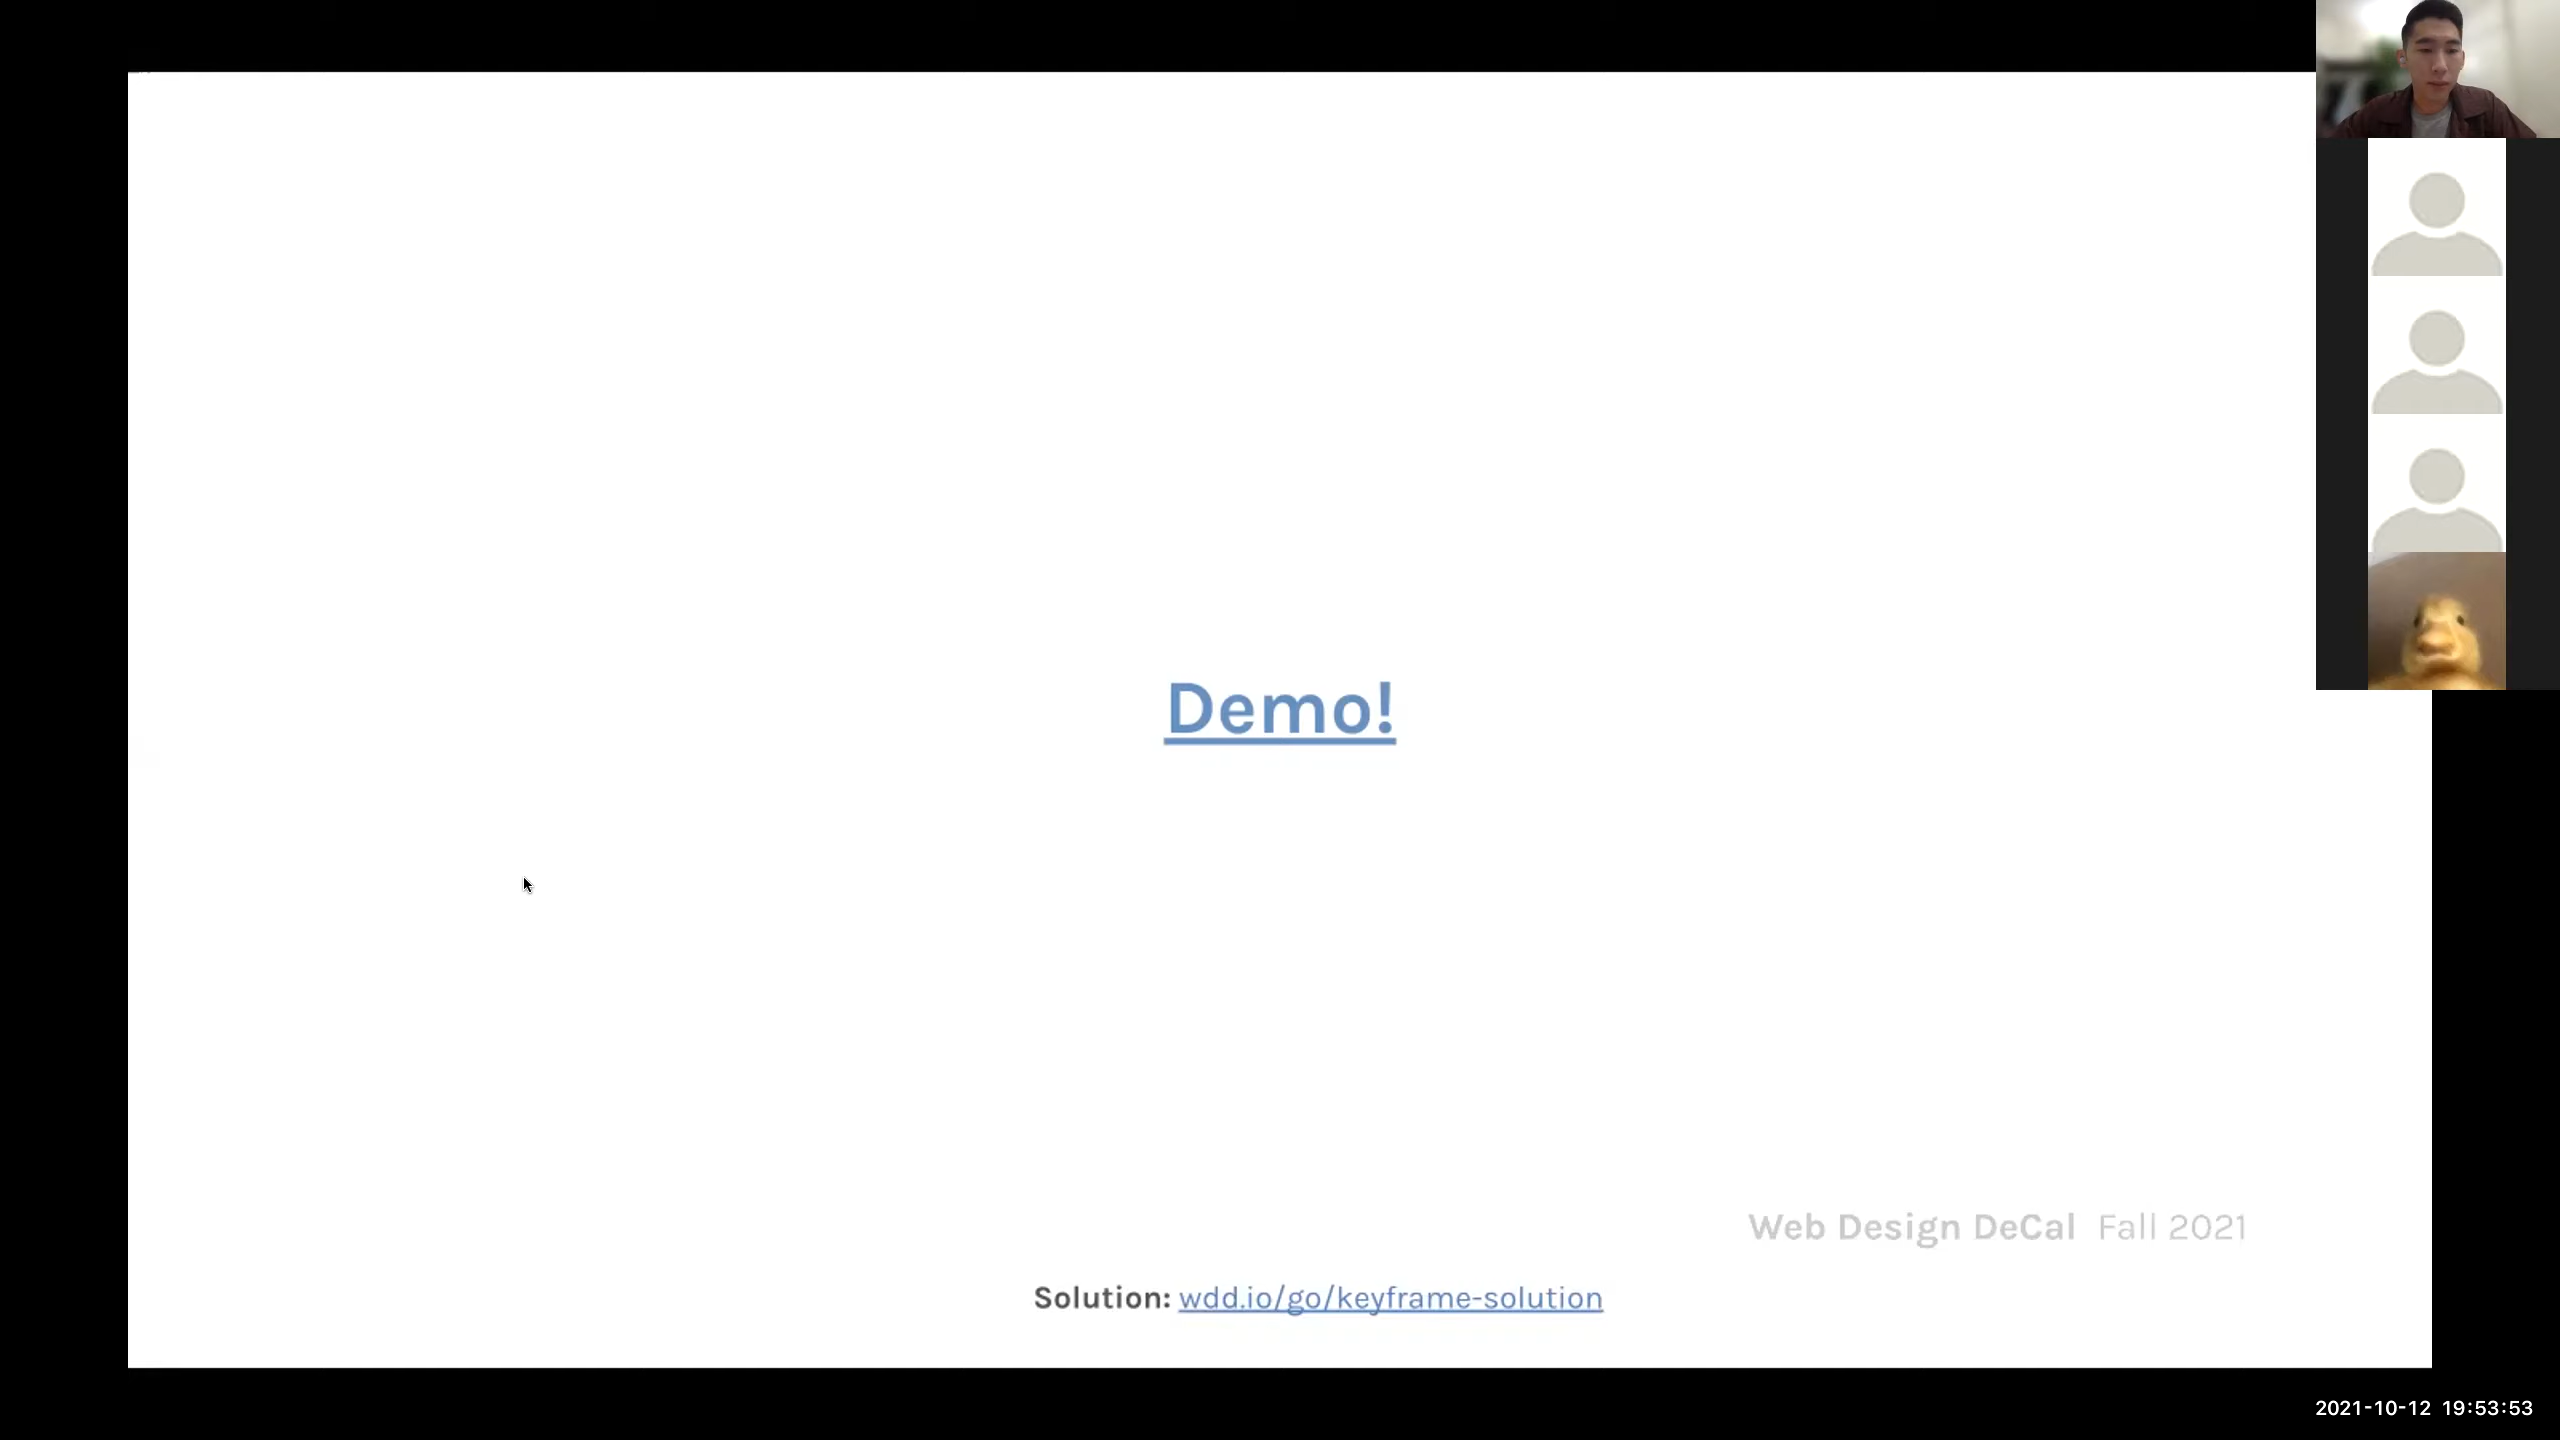 Demo!
Web Design DeCal Fall 2021
Solution: wdd.io/go/keyframe-solution
2021-10-12 19:53:53